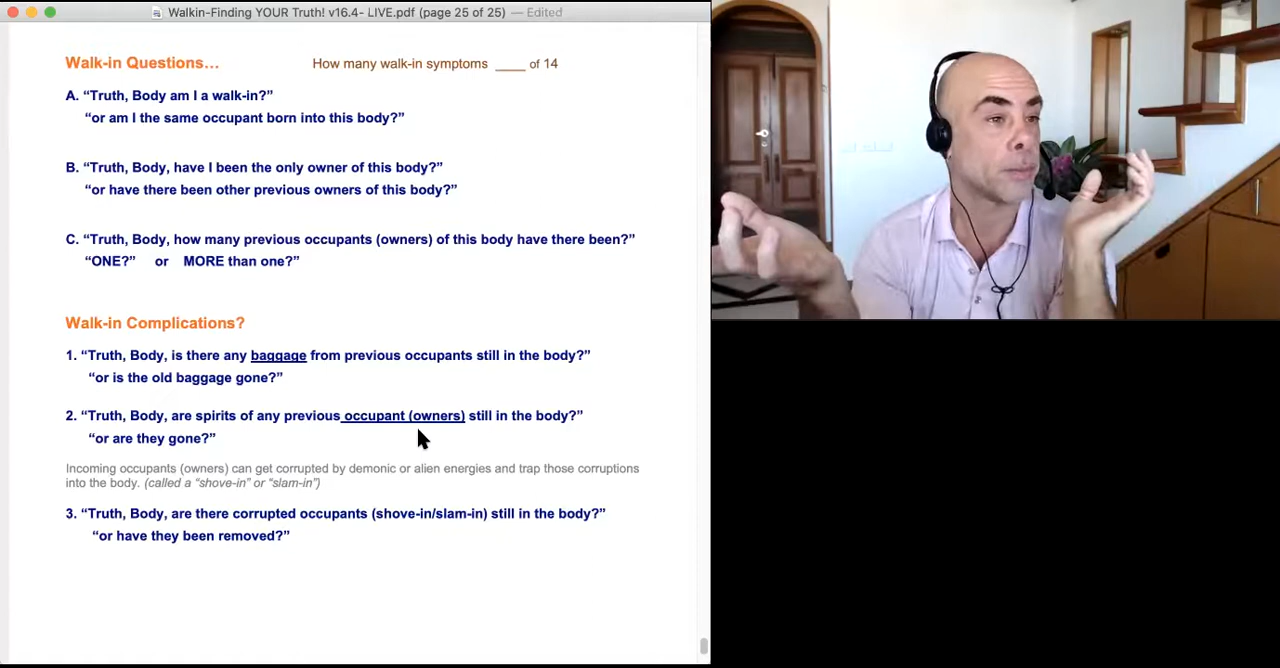 Walkin-Finding YOUR Truth! v16.4- LIVE.pdf (page 25 of 25) — Edited
Walk-in Questions… How many walk-in symptoms ____ of 14
A. “Truth, Body am I a walk-in?”
“or am I the same occupant born into this body?”
B. “Truth, Body, have I been the only owner of this body?”
“or have there been other previous owners of this body?”
C. “Truth, Body, how many previous occupants (owners) of this body have there been?”
“ONE?” or MORE than one?”
Walk-in Complications?
1. “Truth, Body, is there any baggage from previous occupants still in the body?”
“or is the old baggage gone?”
2. “Truth, Body, are spirits of any previous occupant (owners) still in the body?”
“or are they gone?”
Incoming occupants (owners) can get corrupted by demonic or alien energies and trap those corruptions
into the body. (called a “shove-in” or “slam-in”)
3. “Truth, Body, are there corrupted occupants (shove-in/slam-in) still in the body?”
“or have they been removed?”